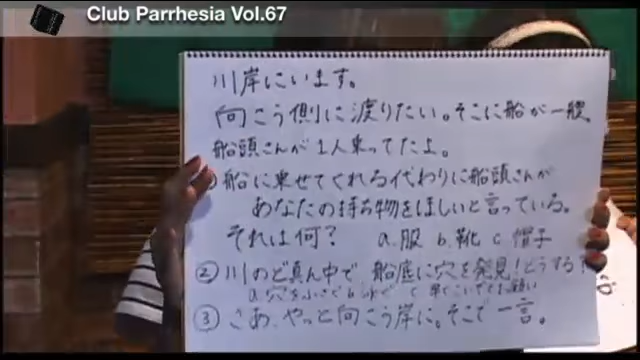 Club Parrhesia Vol.67
川岸にいます。
向こう側に渡りたい。そこに船が一艘、
船頭さんが1人乗ってたよ。
① 船に乗せてくれる代わりに船頭さんが
あなたの持ち物をほしいと言っている。
それは何? a.服 b.靴 c 帽子
② 川のど真ん中で、船底に穴を発見!どうする?
a.穴をふさぐ b c
③ さあ、やっと向こう岸に。そこで一言。